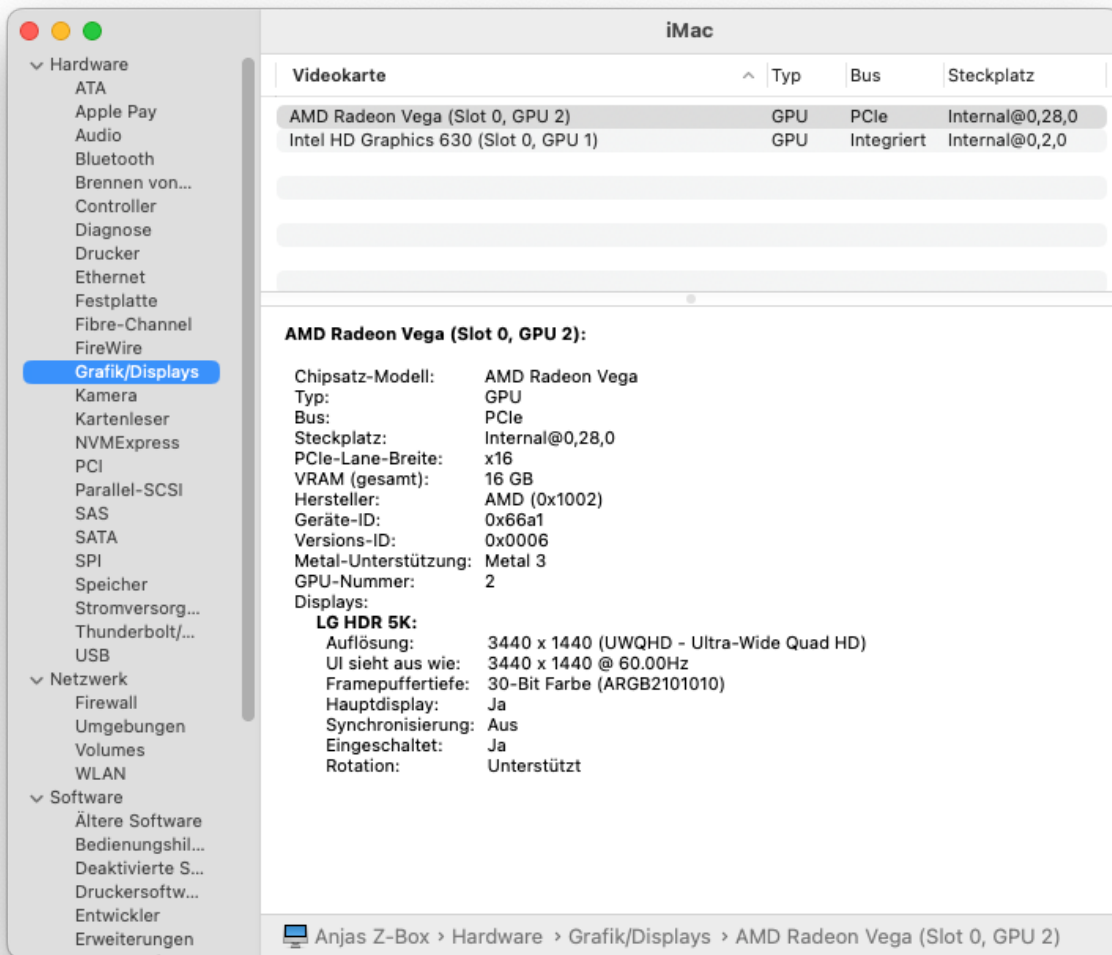 iMac
Hardware
ATA
Apple Pay
Audio
Bluetooth
Brennen von...
Controller
Diagnose
Drucker
Ethernet
Festplatte
Fibre-Channel
FireWire
Grafik/Displays
Kamera
Kartenleser
NVMExpress
PCI
Parallel-SCSI
SAS
SATA
SPI
Speicher
Stromversorg...
Thunderbolt/...
USB
Netzwerk
Firewall
Umgebungen
Volumes
WLAN
Software
Ältere Software
Bedienungshil...
Deaktivierte S...
Druckersoftw...
Entwickler
Erweiterungen
Videokarte Typ Bus Steckplatz
AMD Radeon Vega (Slot 0, GPU 2) GPU PCIe Internal@0,28,0
Intel HD Graphics 630 (Slot 0, GPU 1) GPU Integriert Internal@0,2,0
AMD Radeon Vega (Slot 0, GPU 2):
Chipsatz-Modell: AMD Radeon Vega
Typ: GPU
Bus: PCIe
Steckplatz: Internal@0,28,0
PCIe-Lane-Breite: x16
VRAM (gesamt): 16 GB
Hersteller: AMD (0x1002)
Geräte-ID: 0x66a1
Versions-ID: 0x0006
Metal-Unterstützung: Metal 3
GPU-Nummer: 2
Displays:
LG HDR 5K:
Auflösung: 3440 x 1440 (UWQHD - Ultra-Wide Quad HD)
UI sieht aus wie: 3440 x 1440 @ 60.00Hz
Framepuffertiefe: 30-Bit Farbe (ARGB2101010)
Hauptdisplay: Ja
Synchronisierung: Aus
Eingeschaltet: Ja
Rotation: Unterstützt
Anjas Z-Box › Hardware › Grafik/Displays › AMD Radeon Vega (Slot 0, GPU 2)